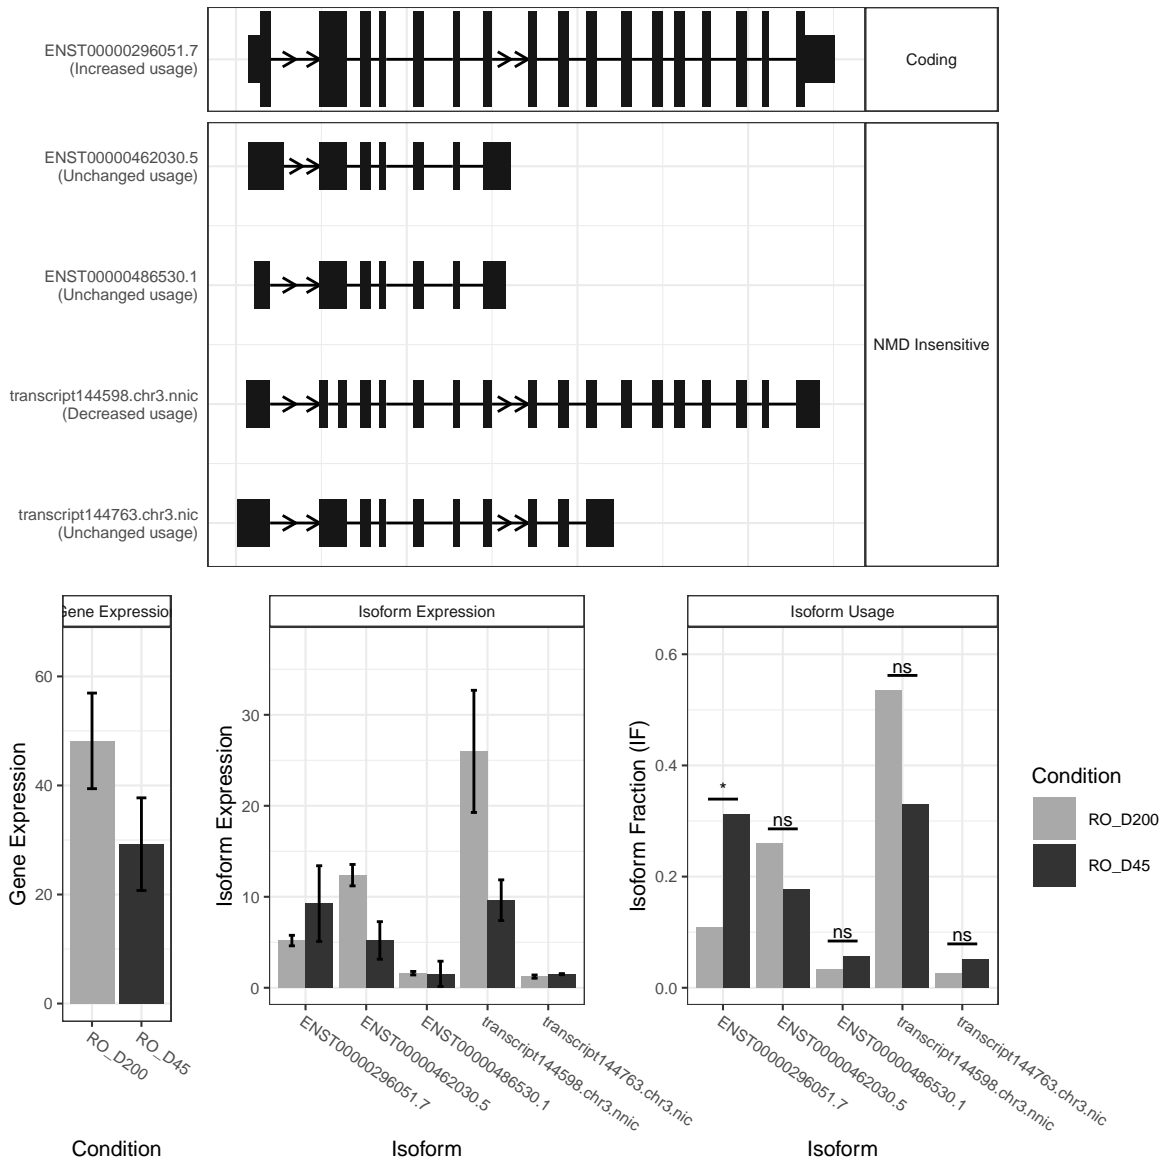 ENST00000296051.7
(Increased usage)
Coding
ENST00000462030.5
(Unchanged usage)
ENST00000486530.1
(Unchanged usage)
NMD Insensitive
transcript144598.chr3.nnic
(Decreased usage)
transcript144763.chr3.nic
(Unchanged usage)
Gene Expression
Gene Expression
60
40
20
0
RO_D200
RO_D45
Condition
Isoform Expression
Isoform Expression
30
20
10
0
ENST00000296051.7
ENST00000462030.5
ENST00000486530.1
transcript144598.chr3.nnic
transcript144763.chr3.nic
Isoform
Isoform Usage
Isoform Fraction (IF)
0.6
0.4
0.2
0.0
*
ns
ns
ns
ns
ENST00000296051.7
ENST00000462030.5
ENST00000486530.1
transcript144598.chr3.nnic
transcript144763.chr3.nic
Isoform
Condition
RO_D200
RO_D45